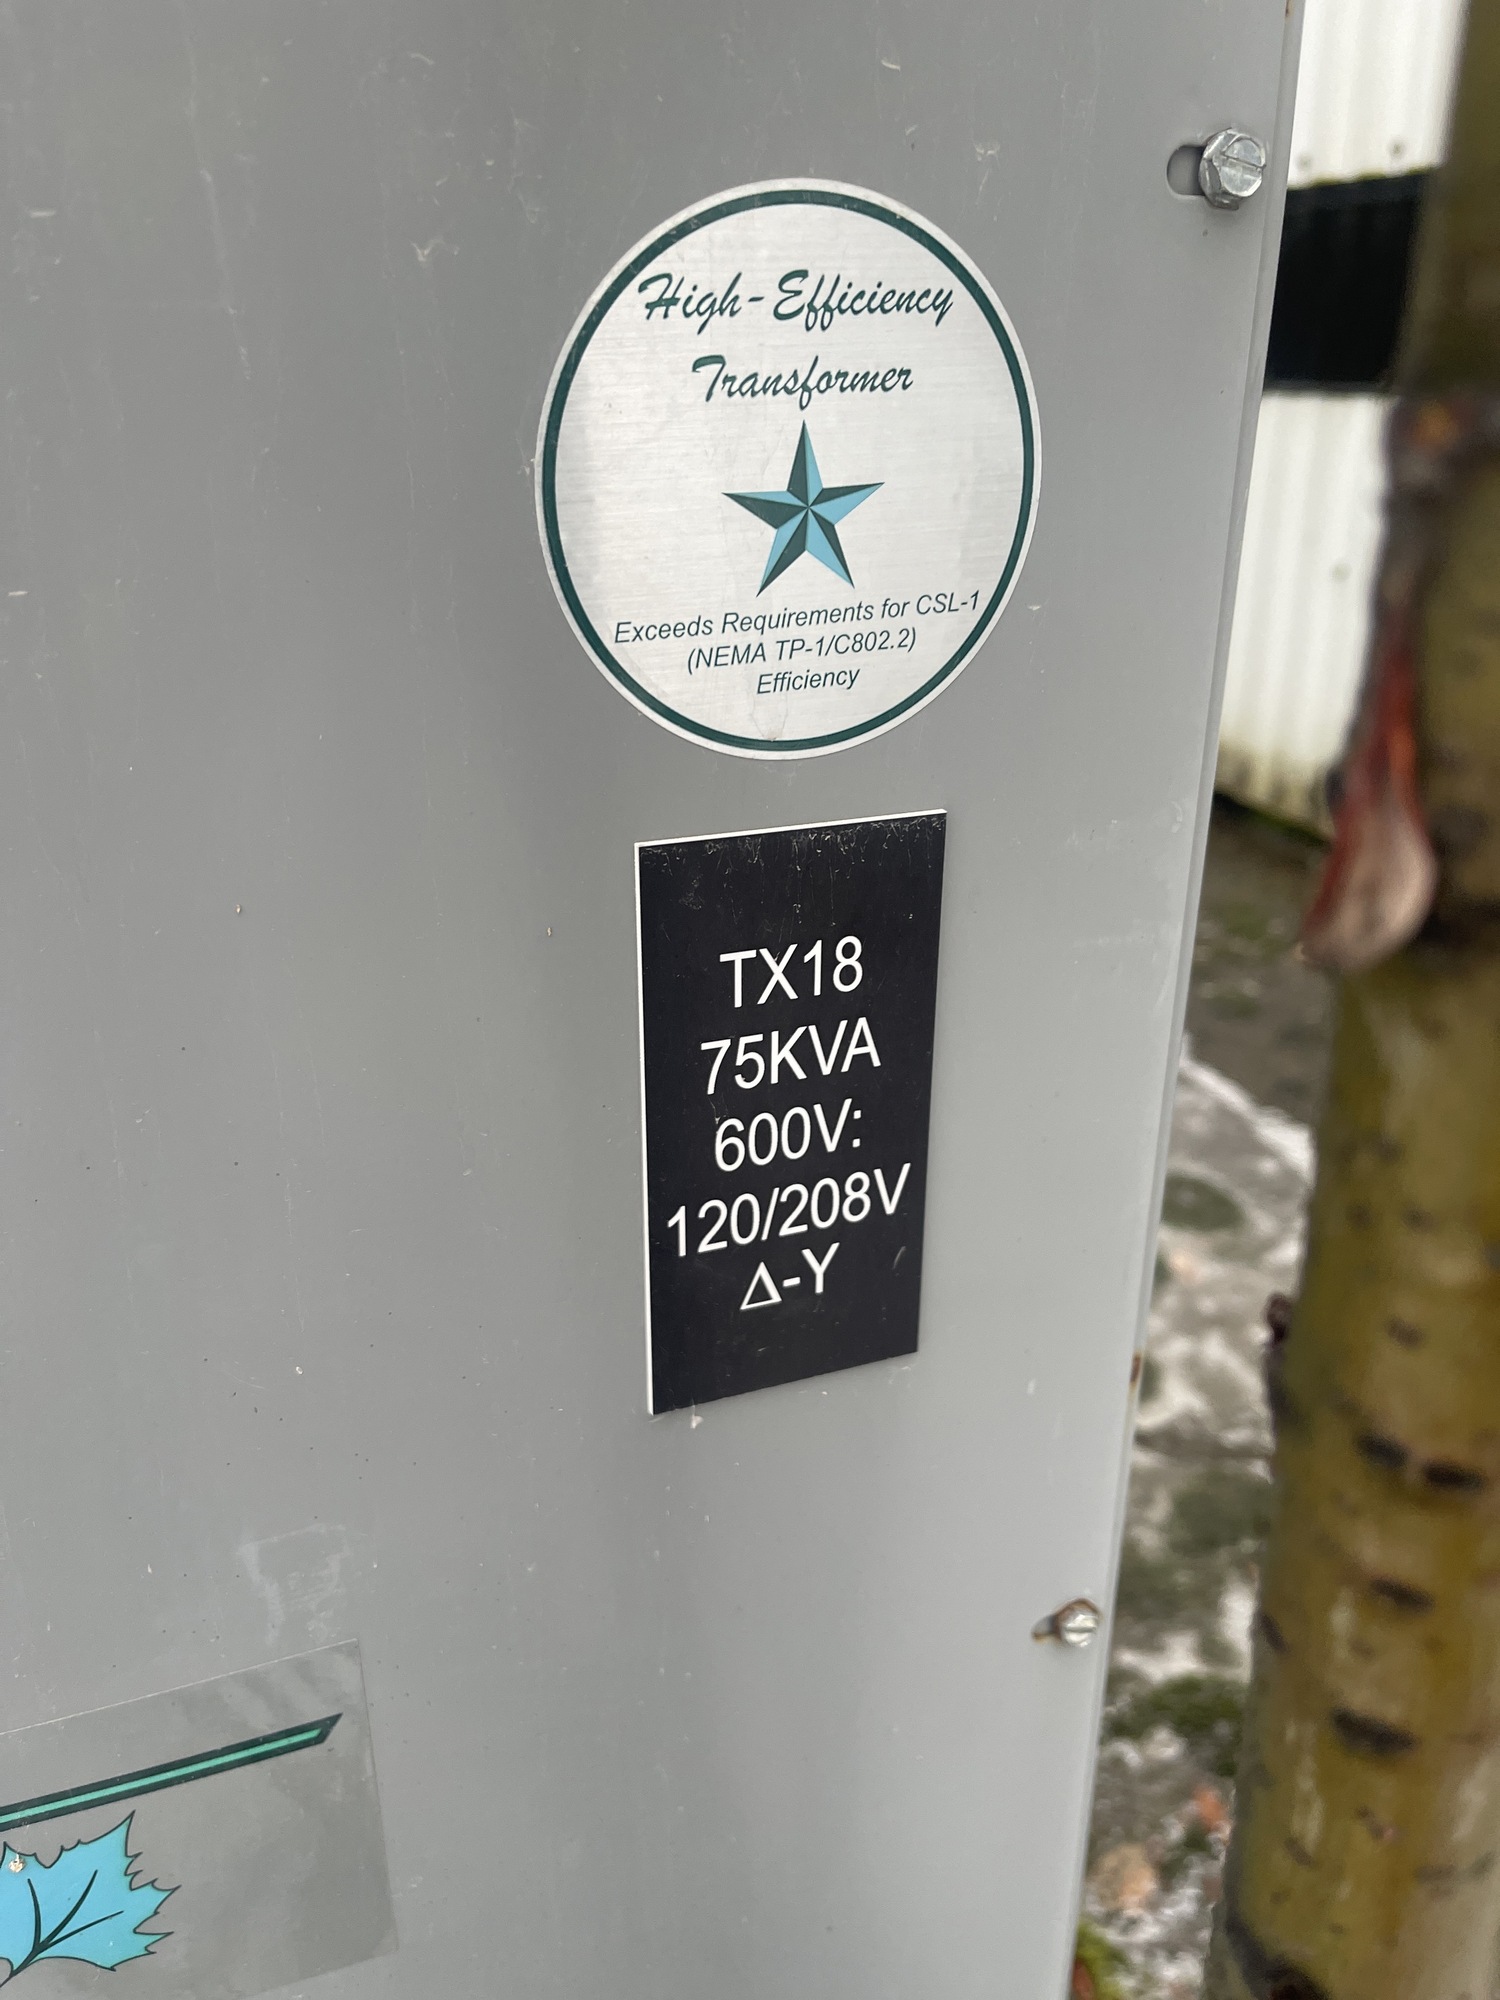 High-Efficiency
Transformer
Exceeds Requirements for CSL-1
(NEMA TP-1/C802.2)
Efficiency
TX18
75KVA
600V:
120/208V
Δ-Y